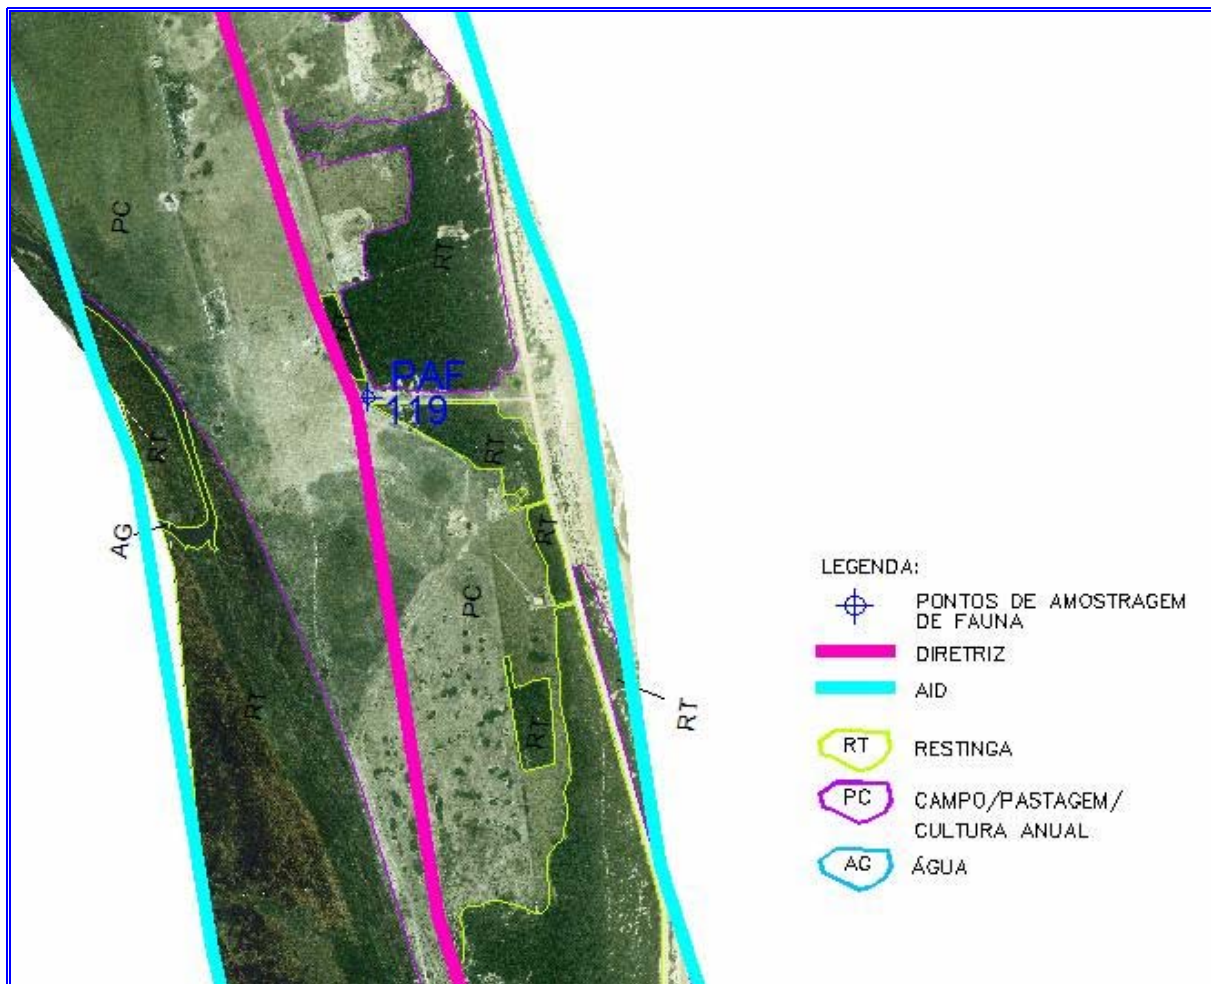 PC
RT
RT
PAF
119
RT
RT
AG
RT
PC
RT
RT
RT
LEGENDA:
PONTOS DE AMOSTRAGEM
DE FAUNA
DIRETRIZ
AID
RT RESTINGA
PC CAMPO/PASTAGEM/
CULTURA ANUAL
AG ÁGUA